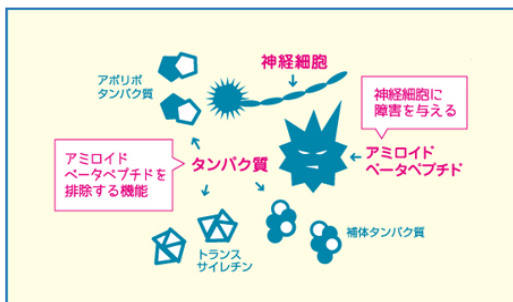 神経細胞
アポリポ
タンパク質
神経細胞に
障害を与える
アミロイド
ベータペプチドを
排除する機能
タンパク質
アミロイド
ベータペプチド
トランス
サイレチン
補体タンパク質